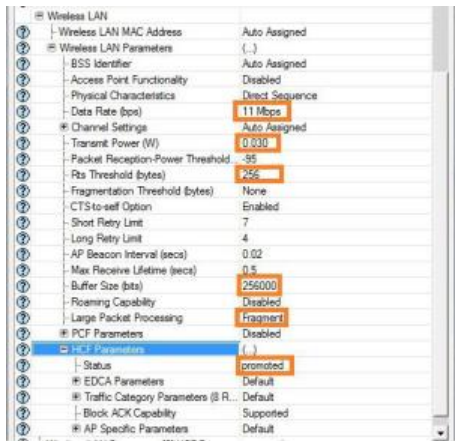 Wireless LAN
Wireless LAN MAC Address Auto Assigned
Wireless LAN Parameters (...)
BSS Identifier Auto Assigned
Access Point Functionality Disabled
Physical Characteristics Direct Sequence
Data Rate (bps) 11 Mbps
Channel Settings Auto Assigned
Transmit Power (W) 0.030
Packet Reception-Power Threshold... -95
Rts Threshold (bytes) 256
Fragmentation Threshold (bytes) None
CTS-to-self Option Enabled
Short Retry Limit 7
Long Retry Limit 4
AP Beacon Interval (secs) 0.02
Max Receive Lifetime (secs) 0.5
Buffer Size (bits) 256000
Roaming Capability Disabled
Large Packet Processing Fragment
PCF Parameters Disabled
HCF Parameters (...)
Status promoted
EDCA Parameters Default
Traffic Category Parameters (8 R... Default
Block ACK Capability Supported
AP Specific Parameters Default